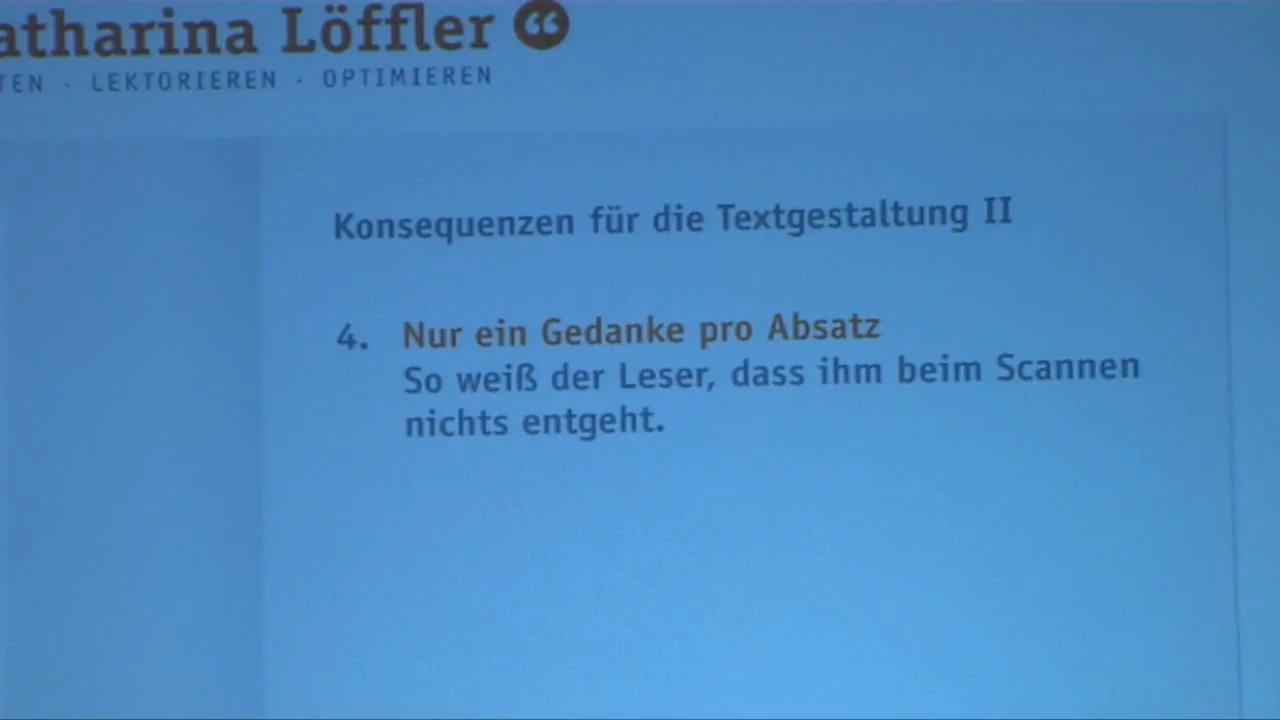 atharina Löffler
TEN · LEKTORIEREN · OPTIMIEREN
Konsequenzen für die Textgestaltung II
4. Nur ein Gedanke pro Absatz
So weiß der Leser, dass ihm beim Scannen
nichts entgeht.